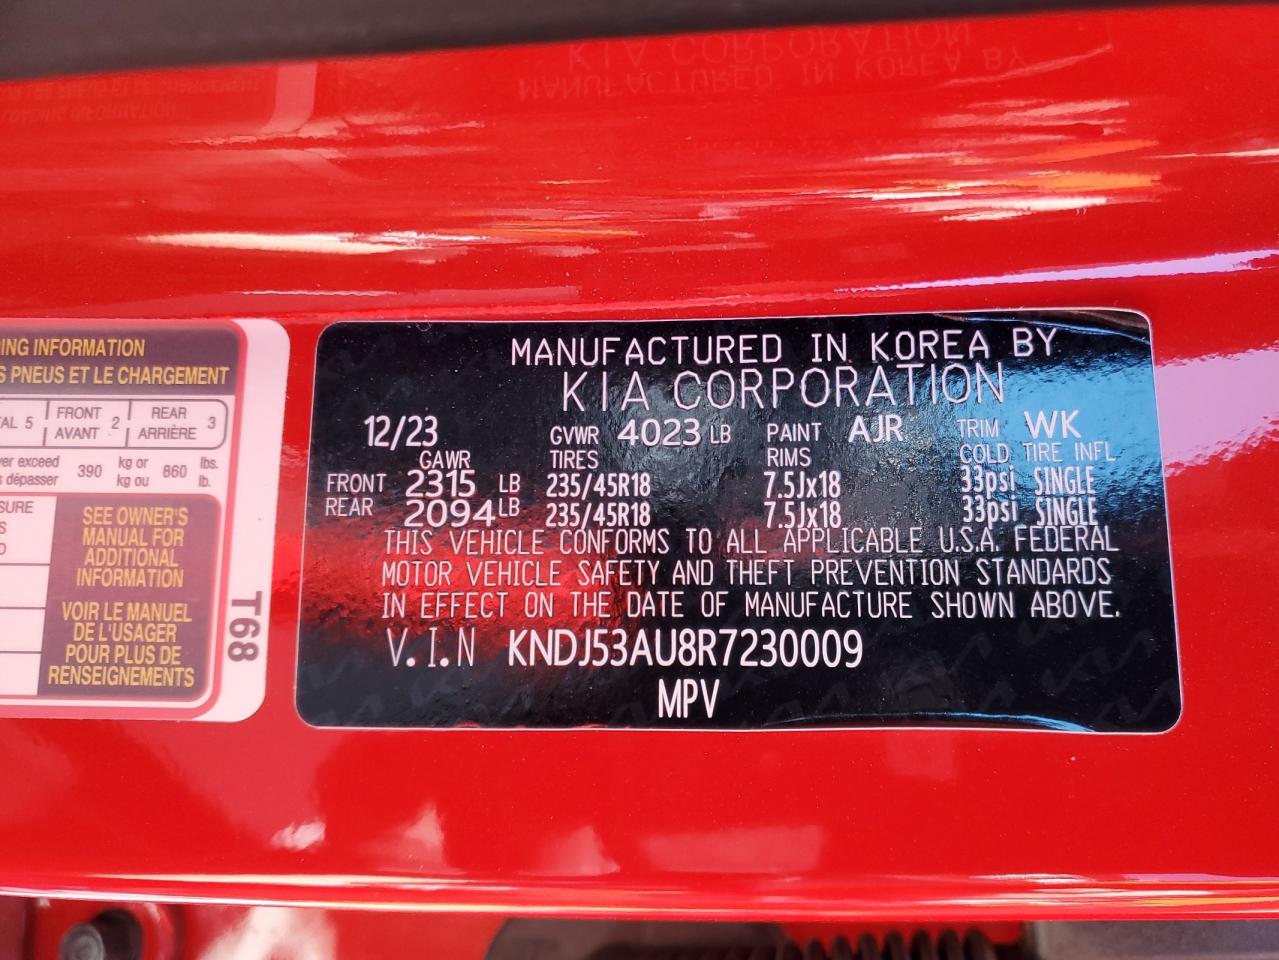 MANUFACTURED IN KOREA BY
KIA CORPORATION
12/23 GVWR 4023 LB PAINT AJR TRIM WK
GAWR TIRES RIMS COLD TIRE INFL
FRONT 2315 LB 235/45R18 7.5Jx18 33psi SINGLE
REAR 2094 LB 235/45R18 7.5Jx18 33psi SINGLE
THIS VEHICLE CONFORMS TO ALL APPLICABLE U.S.A. FEDERAL
MOTOR VEHICLE SAFETY AND THEFT PREVENTION STANDARDS
IN EFFECT ON THE DATE OF MANUFACTURE SHOWN ABOVE.
V.I.N KNDJ53AU8R7230009
MPV
INFORMATION
PNEUS ET LE CHARGEMENT
5 FRONT 2 REAR 3
AVANT ARRIÈRE
exceed 390 kg or 860 lbs.
dépasser kg ou lb.
SEE OWNER'S
MANUAL FOR
ADDITIONAL
INFORMATION
VOIR LE MANUEL
DE L'USAGER
POUR PLUS DE
RENSEIGNEMENTS
T68